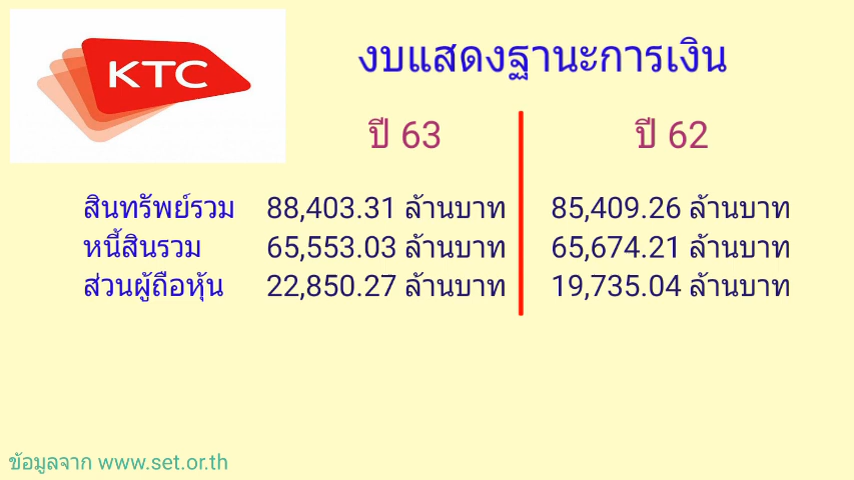 KTC
งบแสดงฐานะการเงิน
ปี 63 ปี 62
สินทรัพย์รวม 88,403.31 ล้านบาท 85,409.26 ล้านบาท
หนี้สินรวม 65,553.03 ล้านบาท 65,674.21 ล้านบาท
ส่วนผู้ถือหุ้น 22,850.27 ล้านบาท 19,735.04 ล้านบาท
ข้อมูลจาก www.set.or.th